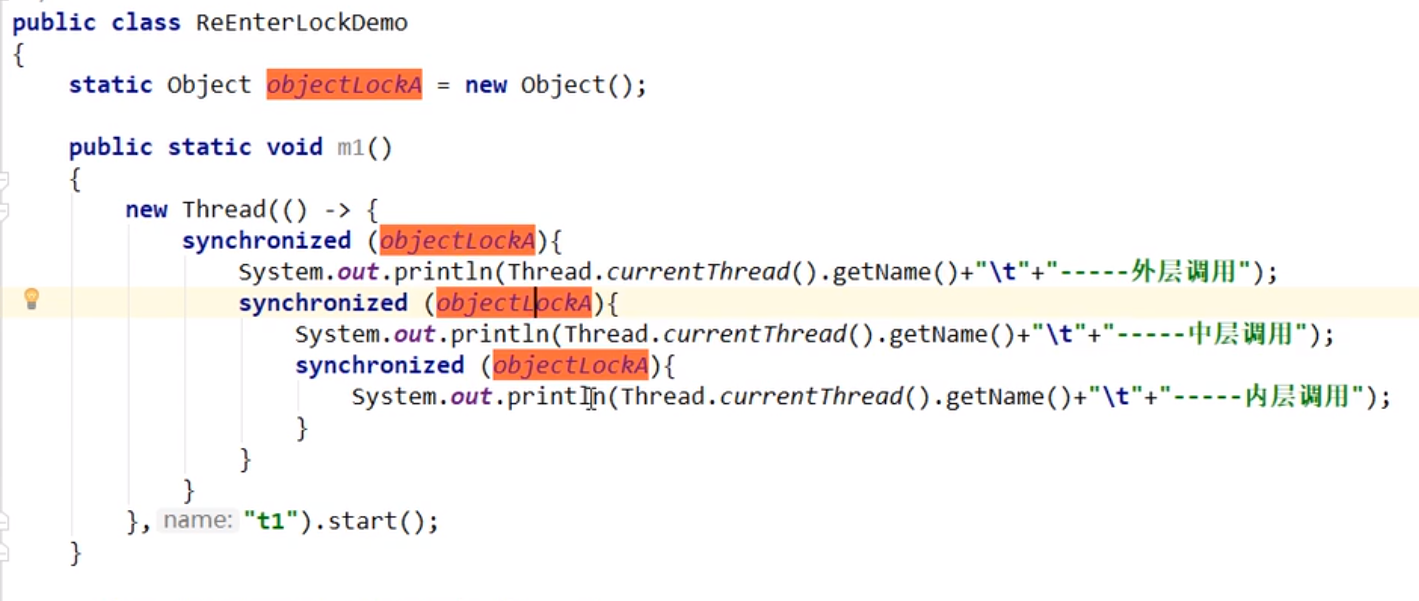 public class ReEnterLockDemo
{
    static Object objectLockA = new Object();

    public static void m1()
    {
        new Thread(() -> {
            synchronized (objectLockA){
                System.out.println(Thread.currentThread().getName()+"\t"+"-----外层调用");
                synchronized (objectLockA){
                    System.out.println(Thread.currentThread().getName()+"\t"+"-----中层调用");
                    synchronized (objectLockA){
                        System.out.println(Thread.currentThread().getName()+"\t"+"-----内层调用");
                    }
                }
            }
        }, name: "t1").start();
    }